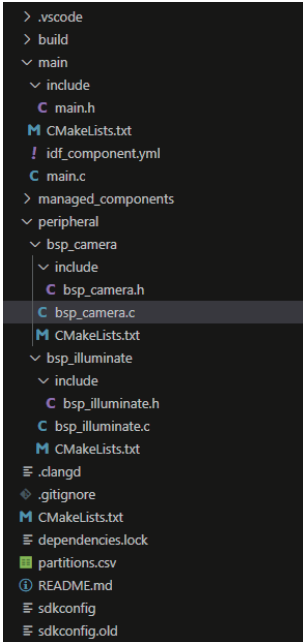 .vscode
build
main
include
C main.h
M CMakeLists.txt
! idf_component.yml
C main.c
managed_components
peripheral
bsp_camera
include
C bsp_camera.h
C bsp_camera.c
M CMakeLists.txt
bsp_illuminate
include
C bsp_illuminate.h
C bsp_illuminate.c
M CMakeLists.txt
.clangd
.gitignore
M CMakeLists.txt
dependencies.lock
partitions.csv
README.md
sdkconfig
sdkconfig.old